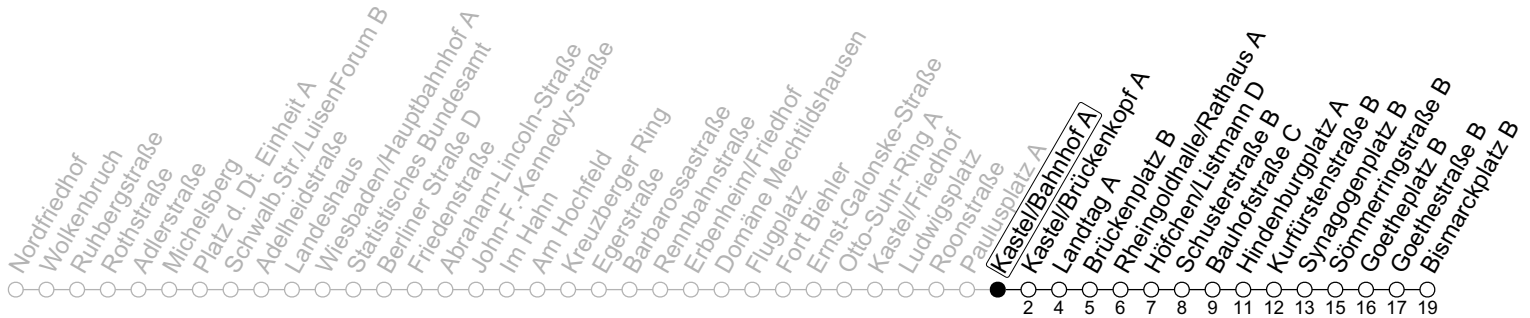 Nordfriedhof
Wolkenbruch
Ruhbergstraße
Rothstraße
Adlerstraße
Michelsberg
Platz d. Dt. Einheit A
Schwalb.Str./LuisenForum B
Adelheidstraße
Landeshaus
Wiesbaden/Hauptbahnhof A
Statistisches Bundesamt
Berliner Straße D
Friedenstraße
Abraham-Lincoln-Straße
John-F.-Kennedy-Straße
Im Hahn
Am Hochfeld
Kreuzberger Ring
Egerstraße
Barbarossastraße
Rennbahnstraße
Erbenheim/Friedhof
Domäne Mechtildshausen
Flugplatz
Fort Biehler
Ernst-Galonske-Straße
Otto-Suhr-Ring A
Kastel/Friedhof
Ludwigsplatz
Roonstraße
Paulusplatz A
Kastel/Bahnhof A
Kastel/Brückenkopf A
Landtag A
Brückenplatz B
Rheingoldhalle/Rathaus A
Höfchen/Listmann D
Schusterstraße B
Bauhofstraße C
Hindenburgplatz A
Kurfürstenstraße B
Synagogenplatz B
Sömmerringstraße B
Goetheplatz B
Goethestraße B
Bismarckplatz B
2 4 5 6 7 8 9 11 12 13 15 16 17 19